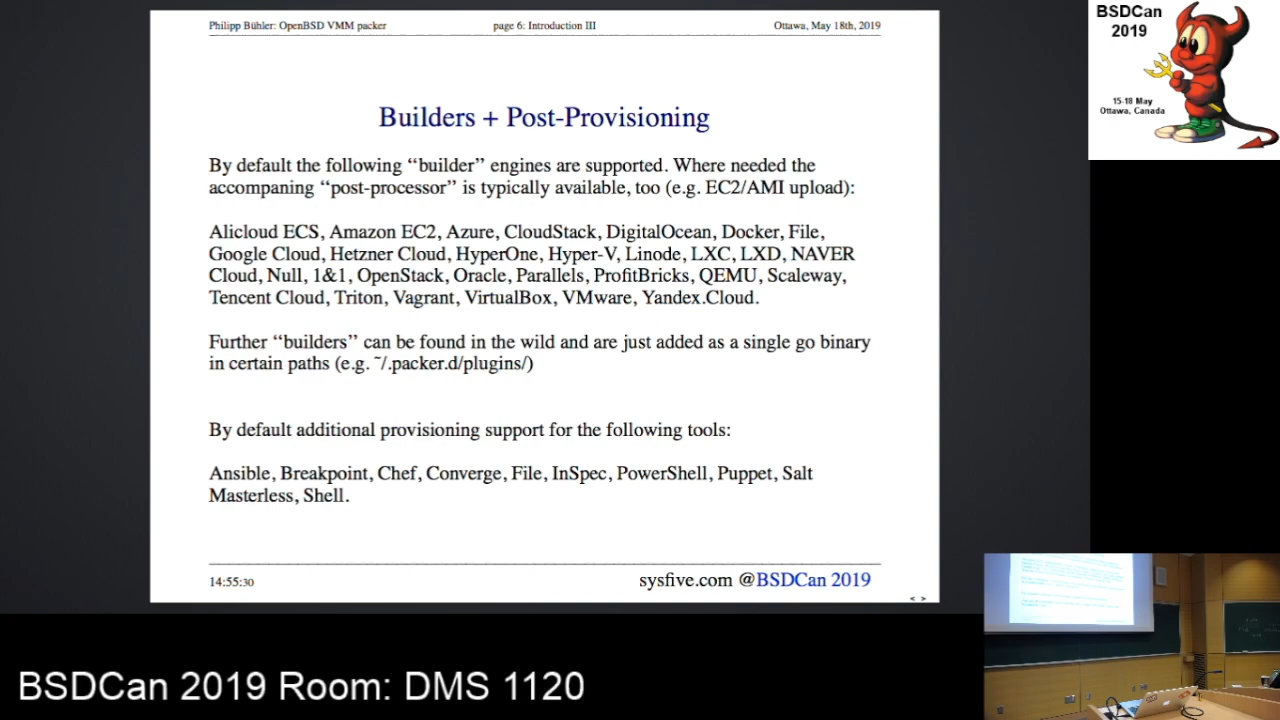 Philipp Bühler: OpenBSD VMM packer page 6: Introduction III Ottawa, May 18th, 2019
BSDCan
2019
15-18 May
Ottawa, Canada
Builders + Post-Provisioning
By default the following “builder” engines are supported. Where needed the
accompaning “post-processor” is typically available, too (e.g. EC2/AMI upload):
Alicloud ECS, Amazon EC2, Azure, CloudStack, DigitalOcean, Docker, File,
Google Cloud, Hetzner Cloud, HyperOne, Hyper-V, Linode, LXC, LXD, NAVER
Cloud, Null, 1&1, OpenStack, Oracle, Parallels, ProfitBricks, QEMU, Scaleway,
Tencent Cloud, Triton, Vagrant, VirtualBox, VMware, Yandex.Cloud.
Further “builders” can be found in the wild and are just added as a single go binary
in certain paths (e.g. ~/.packer.d/plugins/)
By default additional provisioning support for the following tools:
Ansible, Breakpoint, Chef, Converge, File, InSpec, PowerShell, Puppet, Salt
Masterless, Shell.
14:55:30 sysfive.com @BSDCan 2019
< >
BSDCan 2019 Room: DMS 1120